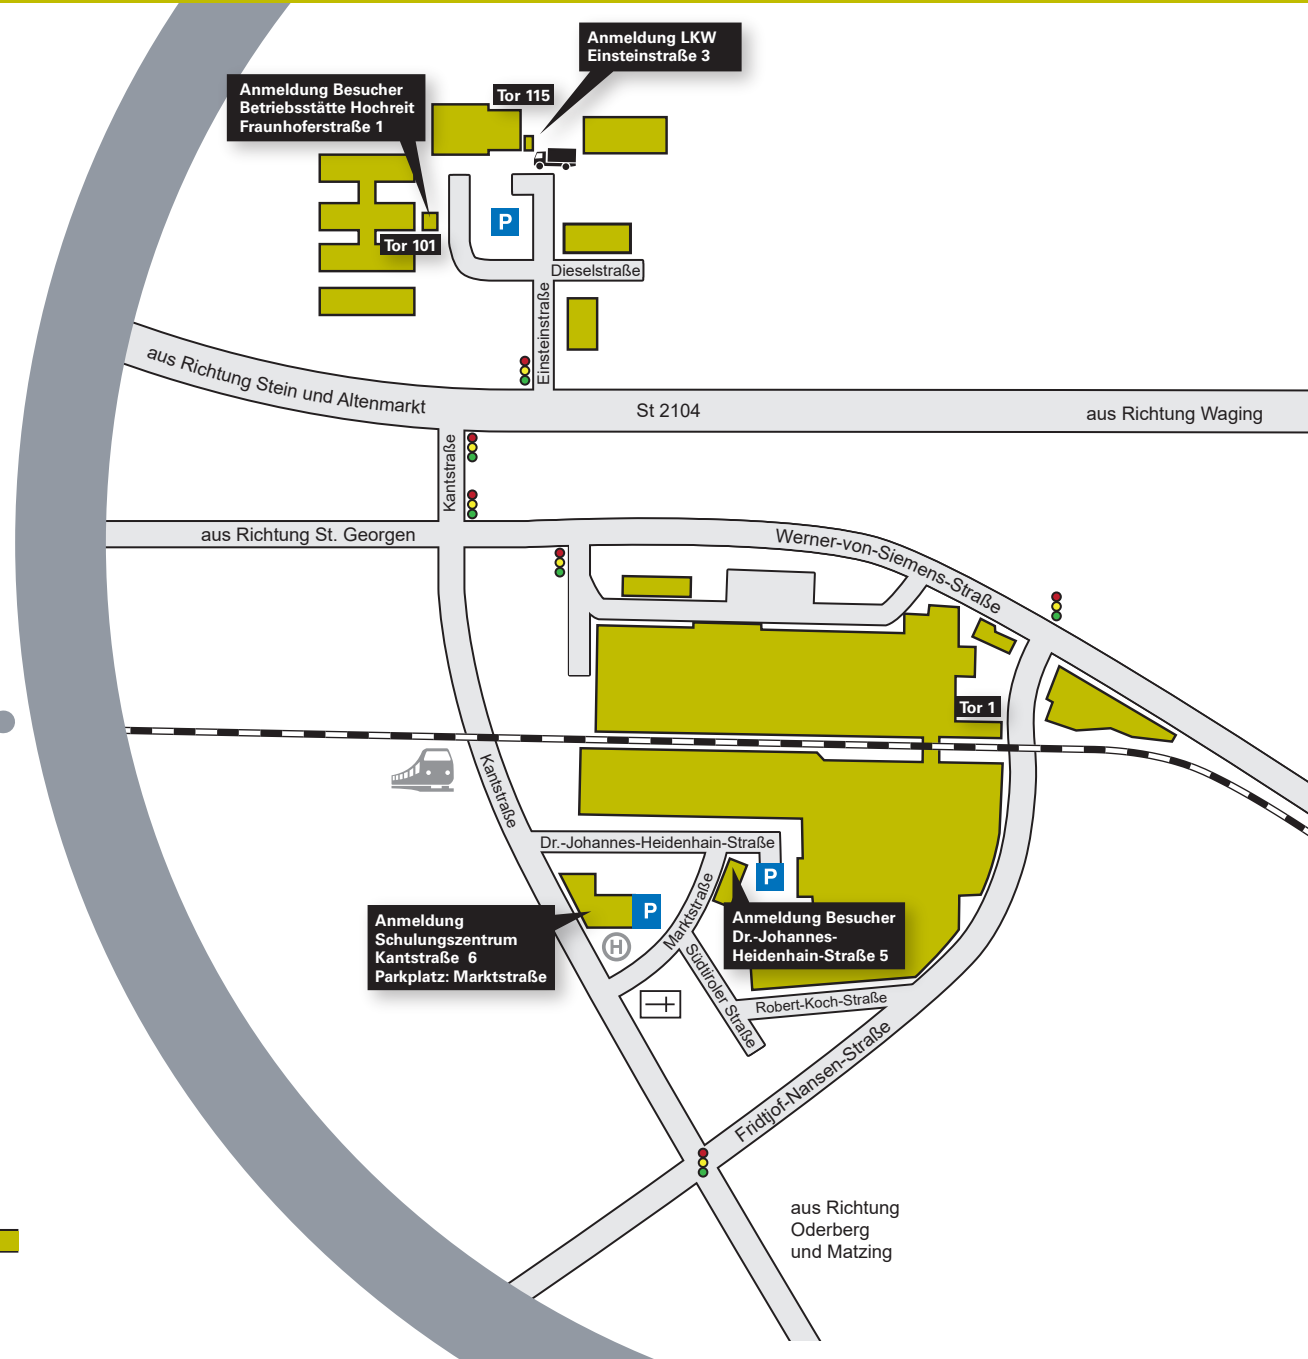 Anmeldung LKW
Einsteinstraße 3
Anmeldung Besucher
Betriebsstätte Hochreit
Fraunhoferstraße 1
Tor 115
P
Tor 101
Dieselstraße
Einsteinstraße
aus Richtung Stein und Altenmarkt
St 2104
aus Richtung Waging
Kantstraße
aus Richtung St. Georgen
Werner-von-Siemens-Straße
Tor 1
Kantstraße
Dr.-Johannes-Heidenhain-Straße
P
P
Marktstraße
Anmeldung
Schulungszentrum
Kantstraße 6
Parkplatz: Marktstraße
H
Anmeldung Besucher
Dr.-Johannes-
Heidenhain-Straße 5
Südtiroler Straße
Robert-Koch-Straße
Fridtjof-Nansen-Straße
aus Richtung
Oderberg
und Matzing